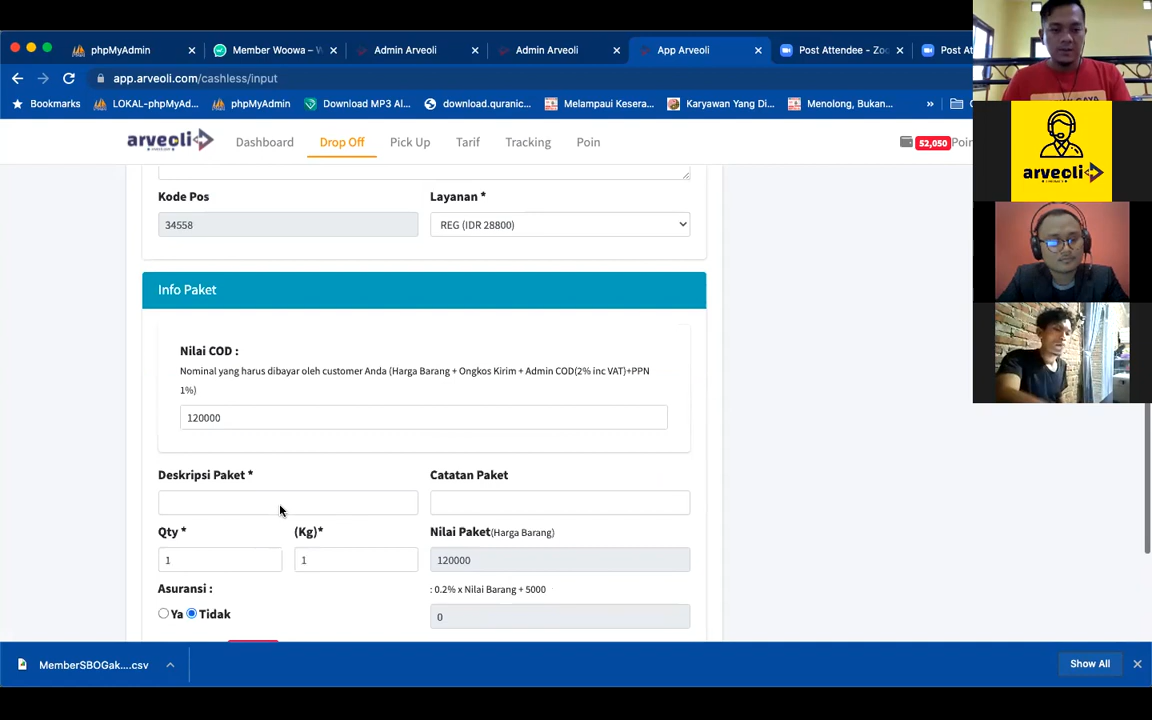 phpMyAdmin
Member Woowa – W
Admin Arveoli
Admin Arveoli
App Arveoli
Post Attendee - Zoo
Post At
app.arveoli.com/cashless/input
Bookmarks
LOKAL-phpMyAd...
phpMyAdmin
Download MP3 Al...
download.quranic...
Melampaui Kesera...
Karyawan Yang Di...
Menolong, Bukan...
»
arveoli
Dashboard
Drop Off
Pick Up
Tarif
Tracking
Poin
52,050
Poin
arveoli
Kode Pos
Layanan *
34558
REG (IDR 28800)
Info Paket
Nilai COD :
Nominal yang harus dibayar oleh customer Anda (Harga Barang + Ongkos Kirim + Admin COD(2% inc VAT)+PPN
1%)
120000
Deskripsi Paket *
Catatan Paket
Qty *
(Kg)*
Nilai Paket(Harga Barang)
1
1
120000
Asuransi :
: 0.2% x Nilai Barang + 5000
Ya
Tidak
0
MemberSBOGak....csv
Show All